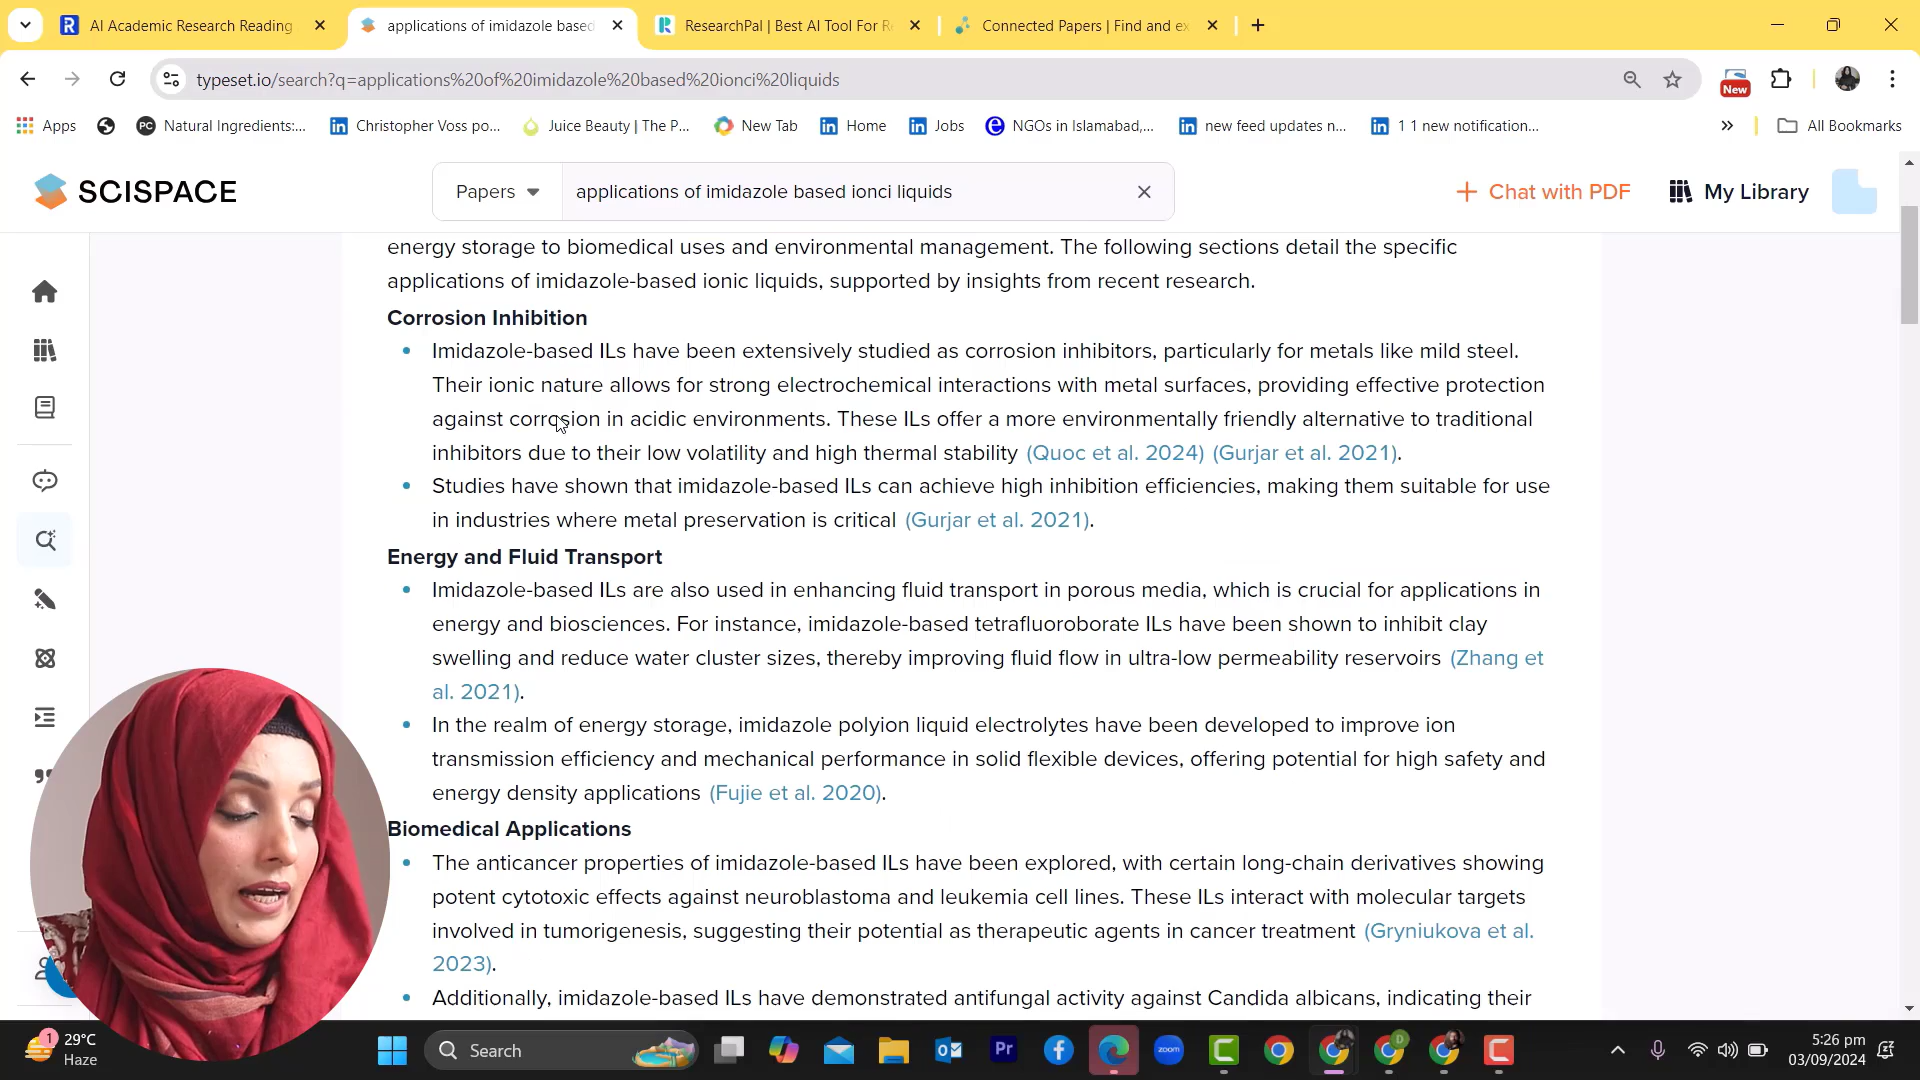 AI Academic Research Reading
applications of imidazole based
ResearchPal | Best AI Tool For Re
Connected Papers | Find and ex
typeset.io/search?q=applications%20of%20imidazole%20based%20ionci%20liquids
New
Apps
PC Natural Ingredients:...
Christopher Voss po...
Juice Beauty | The P...
New Tab
Home
Jobs
NGOs in Islamabad,...
new feed updates n...
1 1 new notification...
All Bookmarks
SCISPACE
Papers
applications of imidazole based ionci liquids
Chat with PDF
My Library
energy storage to biomedical uses and environmental management. The following sections detail the specific
applications of imidazole-based ionic liquids, supported by insights from recent research.
Corrosion Inhibition
Imidazole-based ILs have been extensively studied as corrosion inhibitors, particularly for metals like mild steel.
Their ionic nature allows for strong electrochemical interactions with metal surfaces, providing effective protection
against corrosion in acidic environments. These ILs offer a more environmentally friendly alternative to traditional
inhibitors due to their low volatility and high thermal stability (Quoc et al. 2024) (Gurjar et al. 2021).
Studies have shown that imidazole-based ILs can achieve high inhibition efficiencies, making them suitable for use
in industries where metal preservation is critical (Gurjar et al. 2021).
Energy and Fluid Transport
Imidazole-based ILs are also used in enhancing fluid transport in porous media, which is crucial for applications in
energy and biosciences. For instance, imidazole-based tetrafluoroborate ILs have been shown to inhibit clay
swelling and reduce water cluster sizes, thereby improving fluid flow in ultra-low permeability reservoirs (Zhang et
al. 2021).
In the realm of energy storage, imidazole polyion liquid electrolytes have been developed to improve ion
transmission efficiency and mechanical performance in solid flexible devices, offering potential for high safety and
energy density applications (Fujie et al. 2020).
Biomedical Applications
The anticancer properties of imidazole-based ILs have been explored, with certain long-chain derivatives showing
potent cytotoxic effects against neuroblastoma and leukemia cell lines. These ILs interact with molecular targets
involved in tumorigenesis, suggesting their potential as therapeutic agents in cancer treatment (Gryniukova et al.
2023).
Additionally, imidazole-based ILs have demonstrated antifungal activity against Candida albicans, indicating their
1
29°C
Haze
Search
Pr
zoom
5:26 pm
03/09/2024